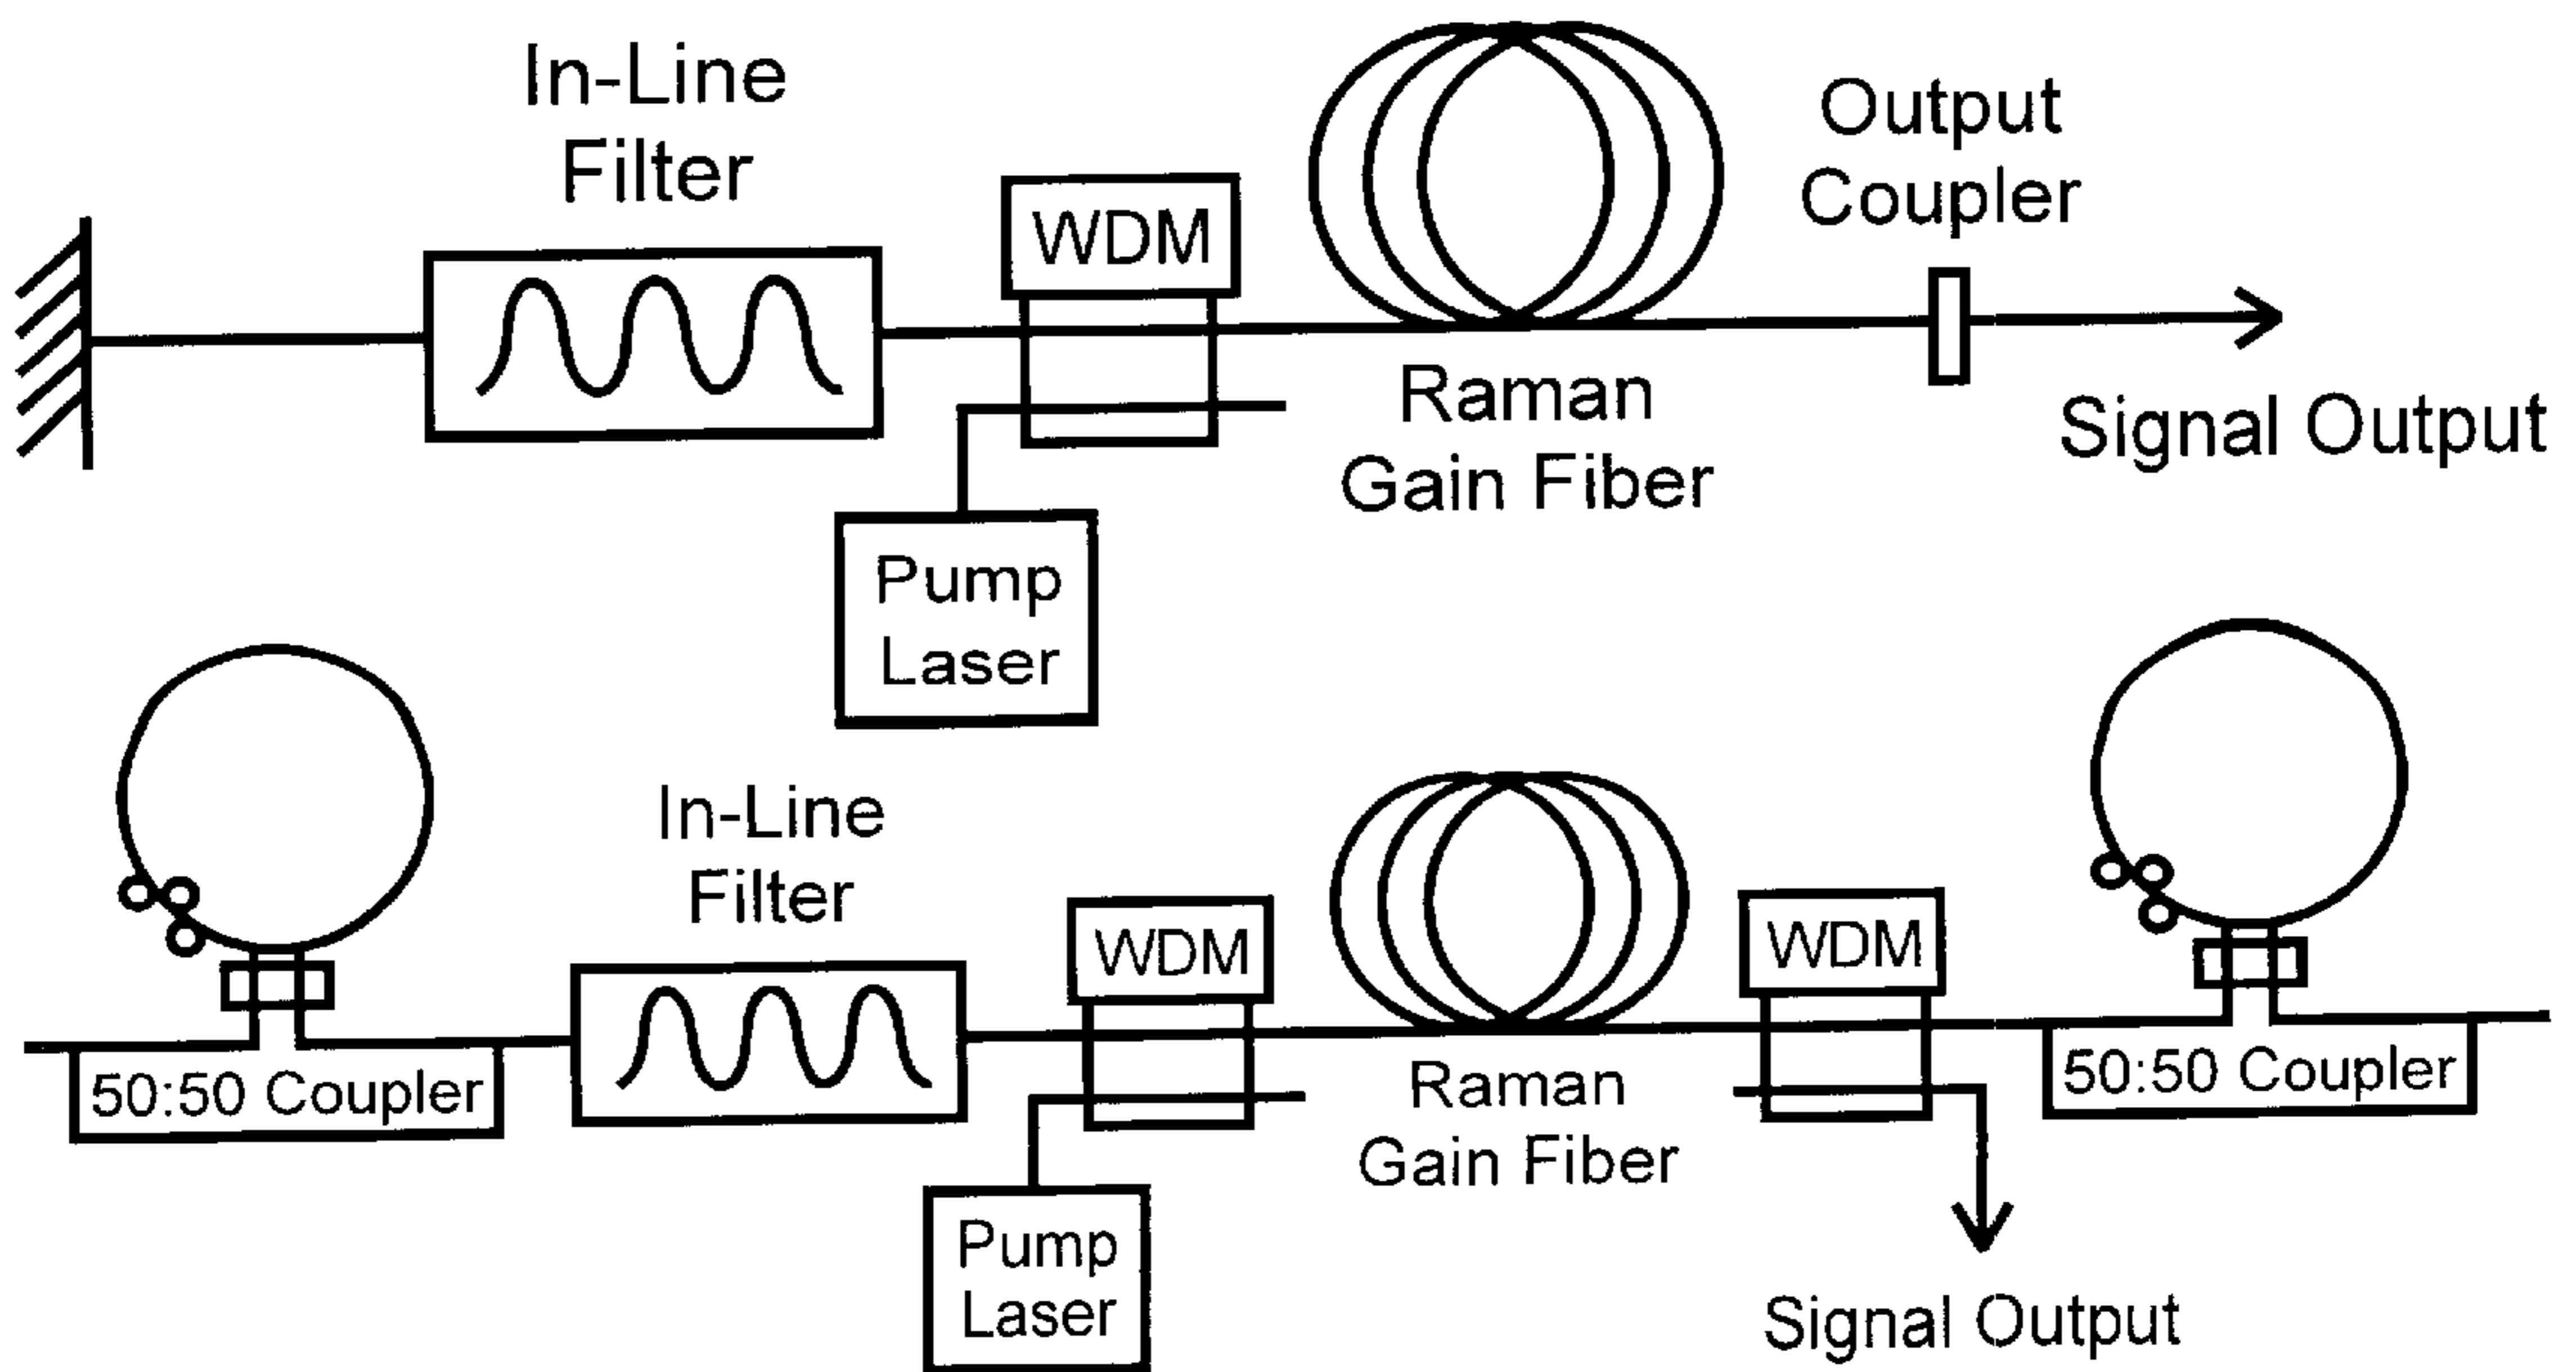 In-Line
Filter
WDM
Output
Coupler
Raman
Gain Fiber
Signal Output
Pump
Laser
In-Line
Filter
WDM
WDM
50:50 Coupler
Raman
Gain Fiber
50:50 Coupler
Pump
Laser
Signal Output